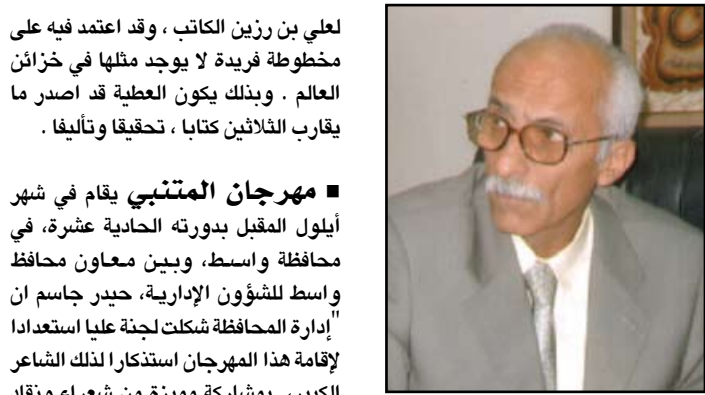 لعلي بن رزين الكاتب ، وقد اعتمد فيه على
مخطوطة فريدة لا يوجد مثلها في خزائن
العالم . وبذلك يكون العطية قد اصدر ما
يقارب الثلاثين كتابا ، تحقيقا وتأليفا .
■ مهرجان المتنبي يقام في شهر
أيلول المقبل بدورته الحادية عشرة، في
محافظة واسط، وبين معاون محافظ
واسط للشؤون الإدارية، حيدر جاسم ان
"إدارة المحافظة شكلت لجنة عليا استعدادا
لإقامة هذا المهرجان استذكارا لذلك الشاعر